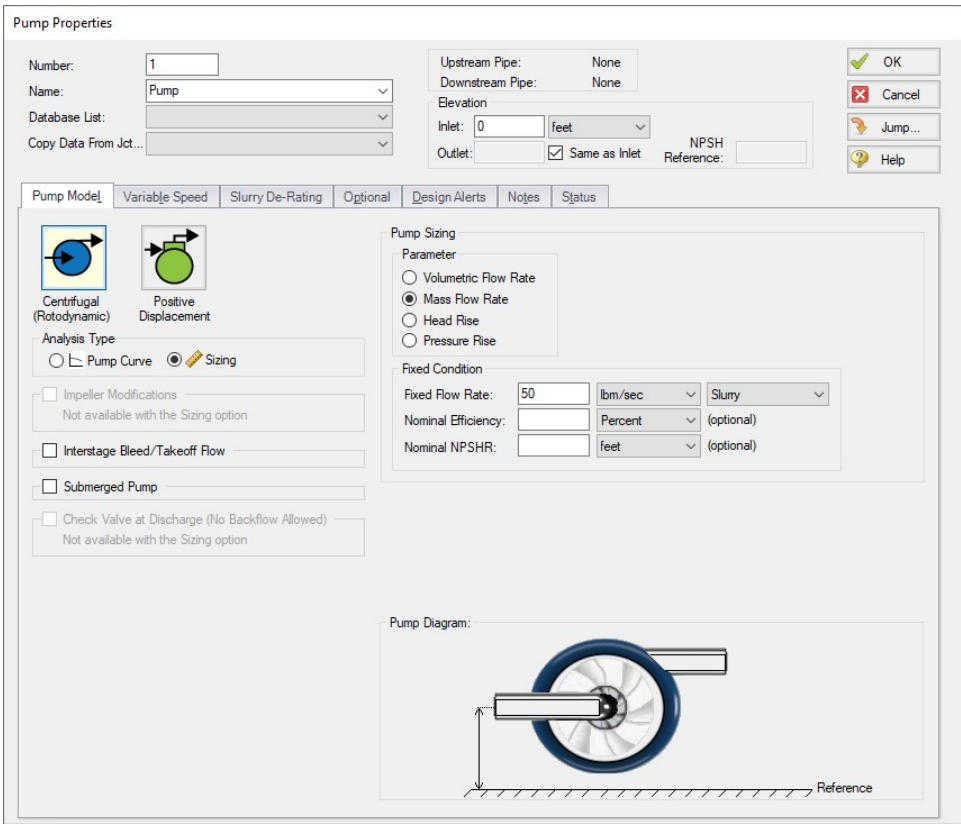 Pump Properties
Number: 1
Name: Pump
Database List:
Copy Data From Jct...
Upstream Pipe: None
Downstream Pipe: None
Elevation
Inlet: 0 feet
Outlet: Same as Inlet NPSH Reference:
OK
Cancel
Jump...
Help
Pump Model Variable Speed Slurry De-Rating Optional Design Alerts Notes Status
Centrifugal (Rotodynamic)
Positive Displacement
Analysis Type
Pump Curve Sizing
Impeller Modifications
Not available with the Sizing option
Interstage Bleed/Takeoff Flow
Submerged Pump
Check Valve at Discharge (No Backflow Allowed)
Not available with the Sizing option
Pump Sizing
Parameter
Volumetric Flow Rate
Mass Flow Rate
Head Rise
Pressure Rise
Fixed Condition
Fixed Flow Rate: 50 lbm/sec Slurry
Nominal Efficiency: Percent (optional)
Nominal NPSHR: feet (optional)
Pump Diagram:
Reference